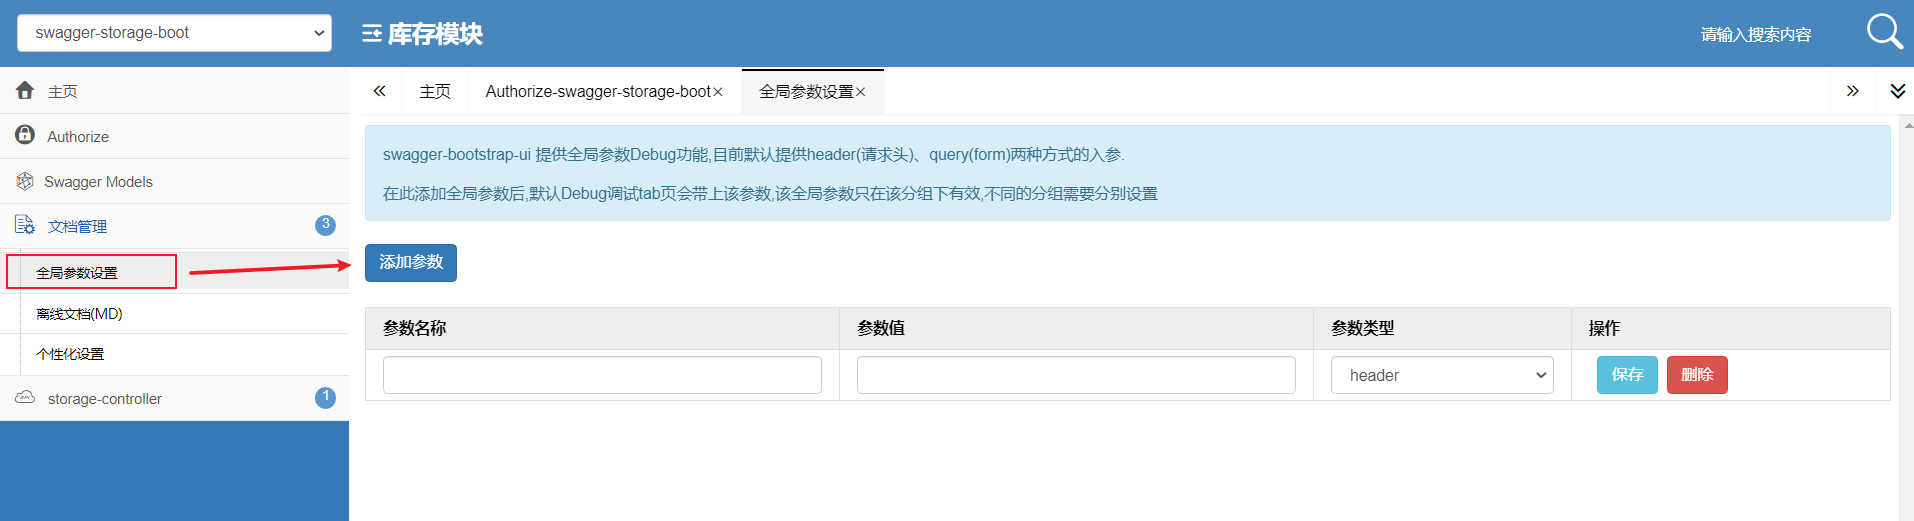 swagger-storage-boot
库存模块
请输入搜索内容
主页
Authorize
Swagger Models
文档管理 3
全局参数设置
离线文档(MD)
个性化设置
storage-controller 1
主页 Authorize-swagger-storage-boot× 全局参数设置×
swagger-bootstrap-ui 提供全局参数Debug功能,目前默认提供header(请求头)、query(form)两种方式的入参.
在此添加全局参数后,默认Debug调试tab页会带上该参数,该全局参数只在该分组下有效,不同的分组需要分别设置
添加参数
参数名称 参数值 参数类型 操作
header 保存 删除